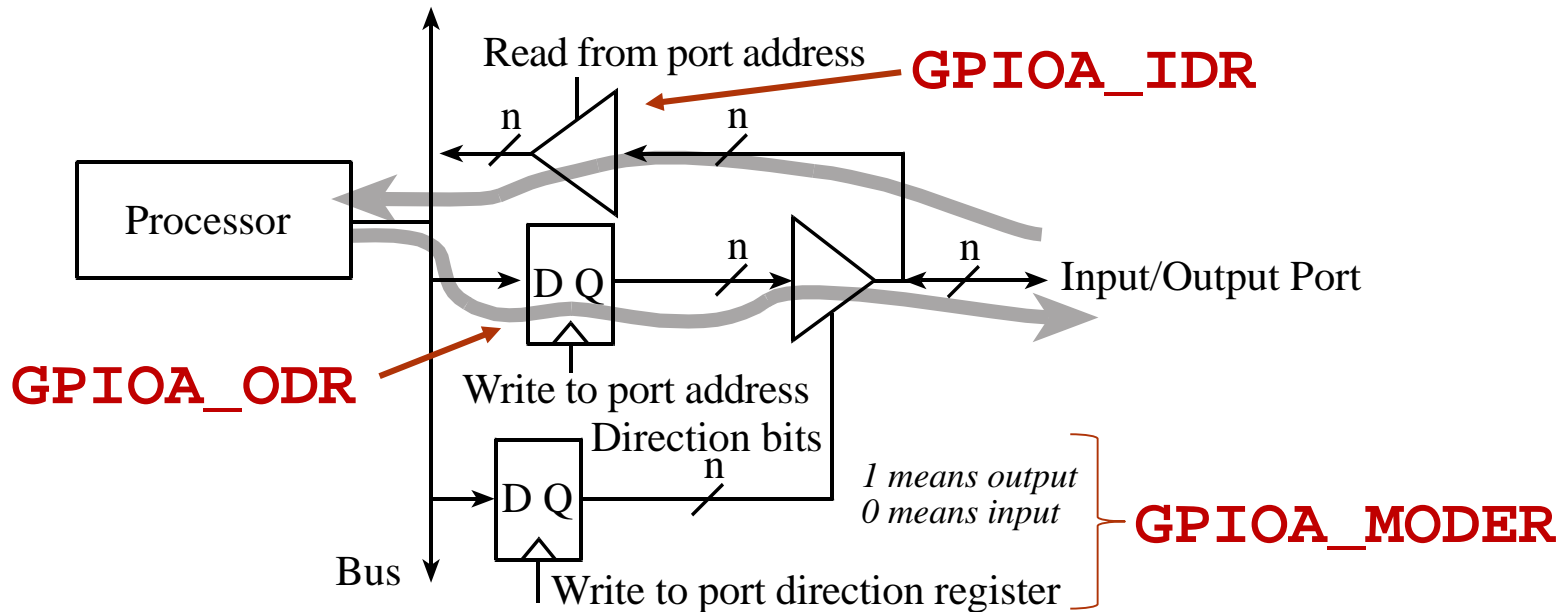 Read from port address
GPIOA_IDR
n
n
Processor
D Q
n
n
Input/Output Port
GPIOA_ODR
Write to port address
Direction bits
n
D Q
1 means output
0 means input
GPIOA_MODER
Bus
Write to port direction register